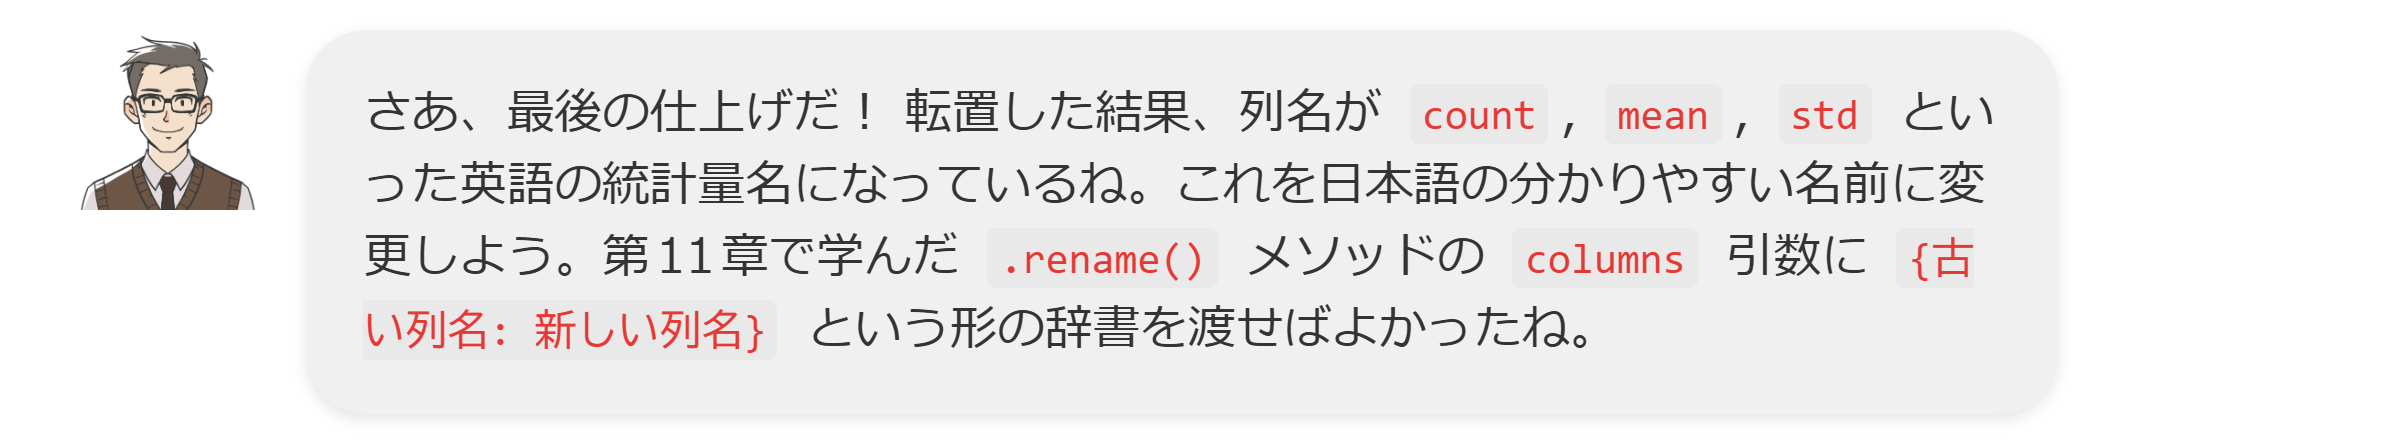 さあ、最後の仕上げだ！ 転置した結果、列名が count , mean , std とい
った英語の統計量名になっているね。これを日本語の分かりやすい名前に変
更しよう。第11章で学んだ .rename() メソッドの columns 引数に {古
い列名: 新しい列名} という形の辞書を渡せばよかったね。